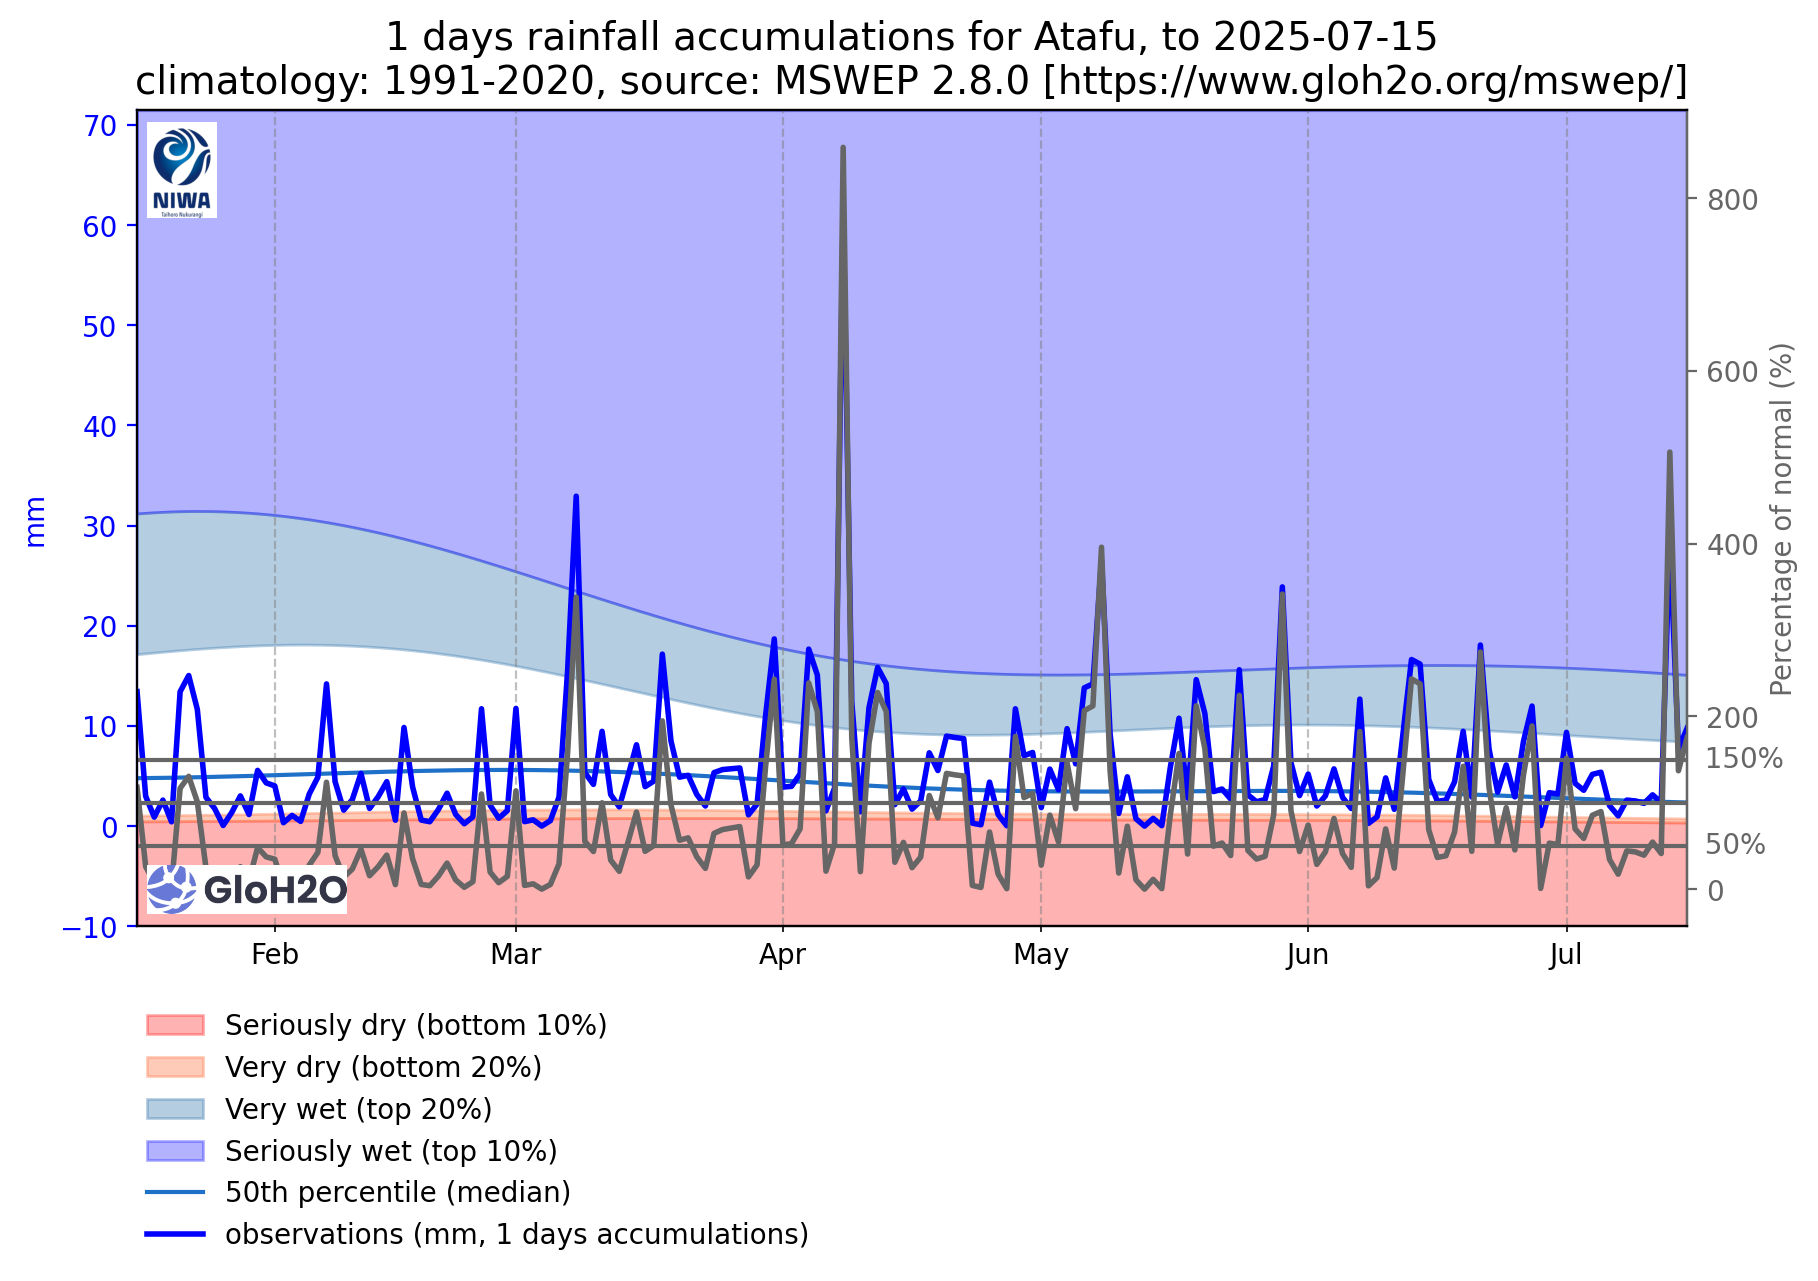 1 days rainfall accumulations for Atafu, to 2025-07-15
climatology: 1991-2020, source: MSWEP 2.8.0 [https://www.gloh2o.org/mswep/]
NIWA
Taihoro Nukurangi
mm
70
60
50
40
30
20
10
0
−10
800
600
400
200
150%
50%
0
Percentage of normal (%)
GloH2O
Feb
Mar
Apr
May
Jun
Jul
Seriously dry (bottom 10%)
Very dry (bottom 20%)
Very wet (top 20%)
Seriously wet (top 10%)
50th percentile (median)
observations (mm, 1 days accumulations)